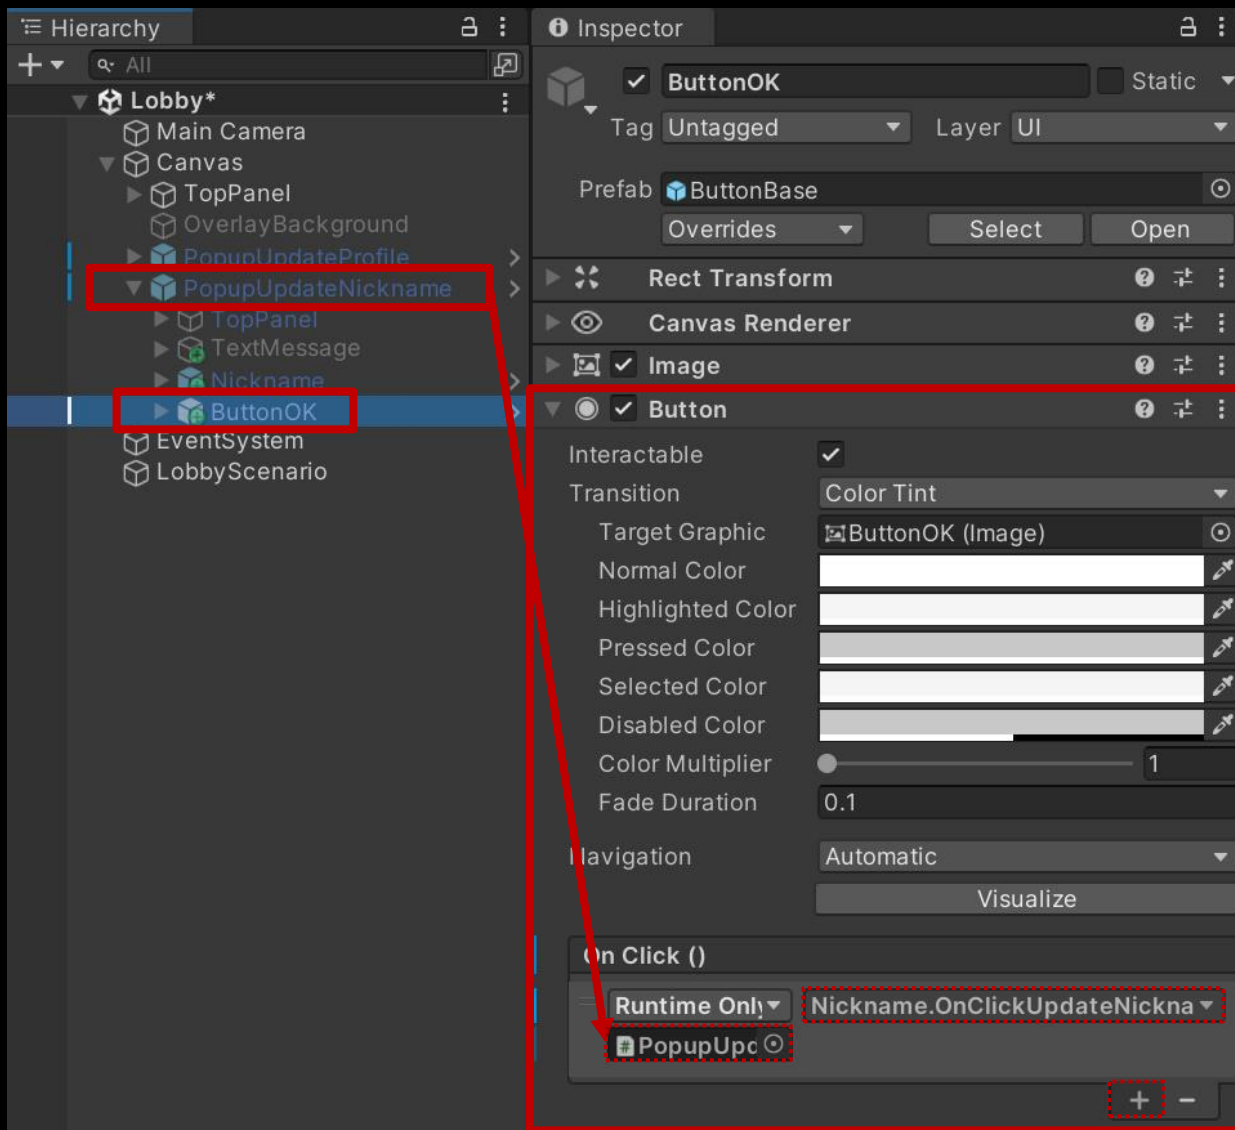 Hierarchy
All
Lobby*
Main Camera
Canvas
TopPanel
OverlayBackground
PopupUpdateProfile
PopupUpdateNickname
TopPanel
TextMessage
Nickname
ButtonOK
EventSystem
LobbyScenario
Inspector
ButtonOK Static
Tag Untagged Layer UI
Prefab ButtonBase
Overrides Select Open
Rect Transform
Canvas Renderer
Image
Button
Interactable
Transition Color Tint
Target Graphic ButtonOK (Image)
Normal Color
Highlighted Color
Pressed Color
Selected Color
Disabled Color
Color Multiplier 1
Fade Duration 0.1
Navigation Automatic
Visualize
On Click ()
Runtime Only Nickname.OnClickUpdateNickna
PopupUpd